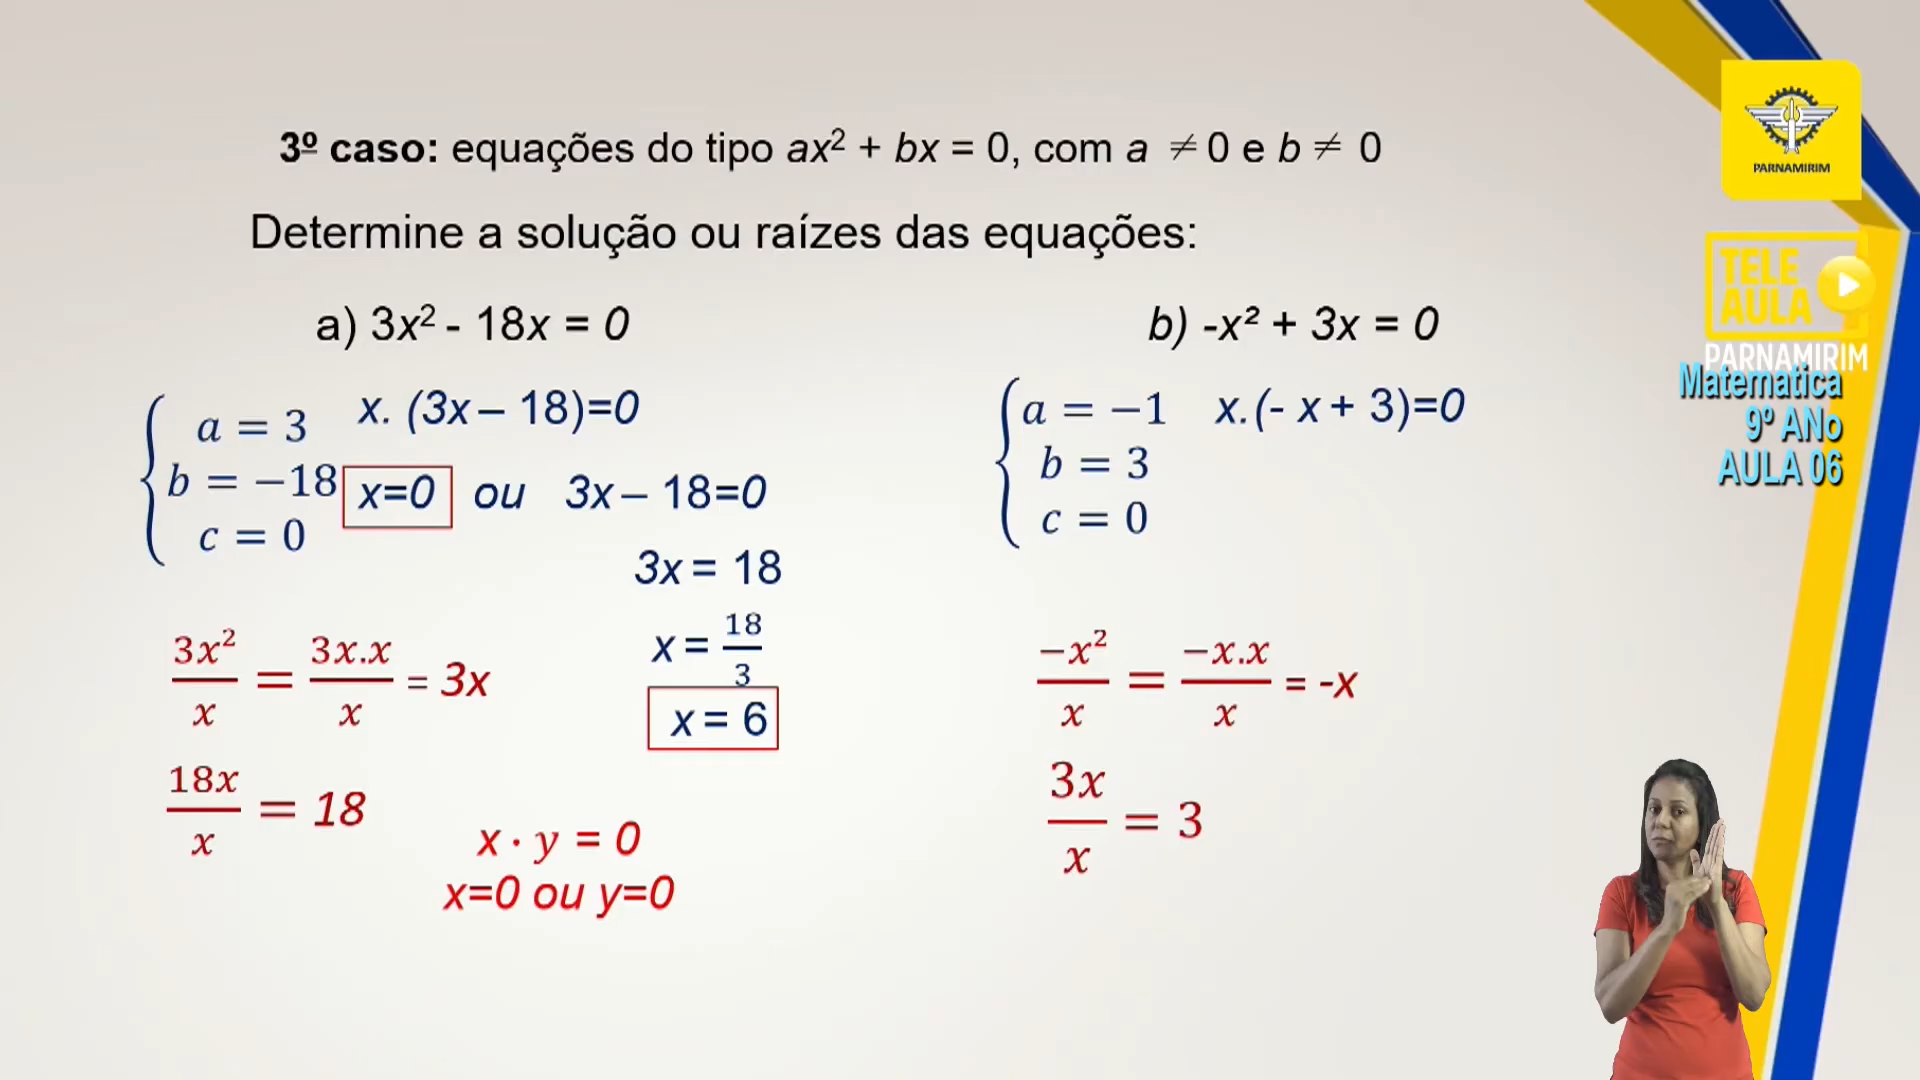 3º caso: equações do tipo ax² + bx = 0, com a ≠ 0 e b ≠ 0
Determine a solução ou raízes das equações:
a) 3x² - 18x = 0
x. (3x – 18)=0
a = 3
b = −18
c = 0
x=0 ou 3x – 18=0
3x = 18
x = 18/3
x = 6
3x²/x = 3x.x/x = 3x
18x/x = 18
x · y = 0
x=0 ou y=0
b) -x² + 3x = 0
x.(- x + 3)=0
a = −1
b = 3
c = 0
−x²/x = −x.x/x = -x
3x/x = 3
PARNAMIRIM
TELE
AULA
PARNAMIRIM
Matematica
9º ANo
AULA 06